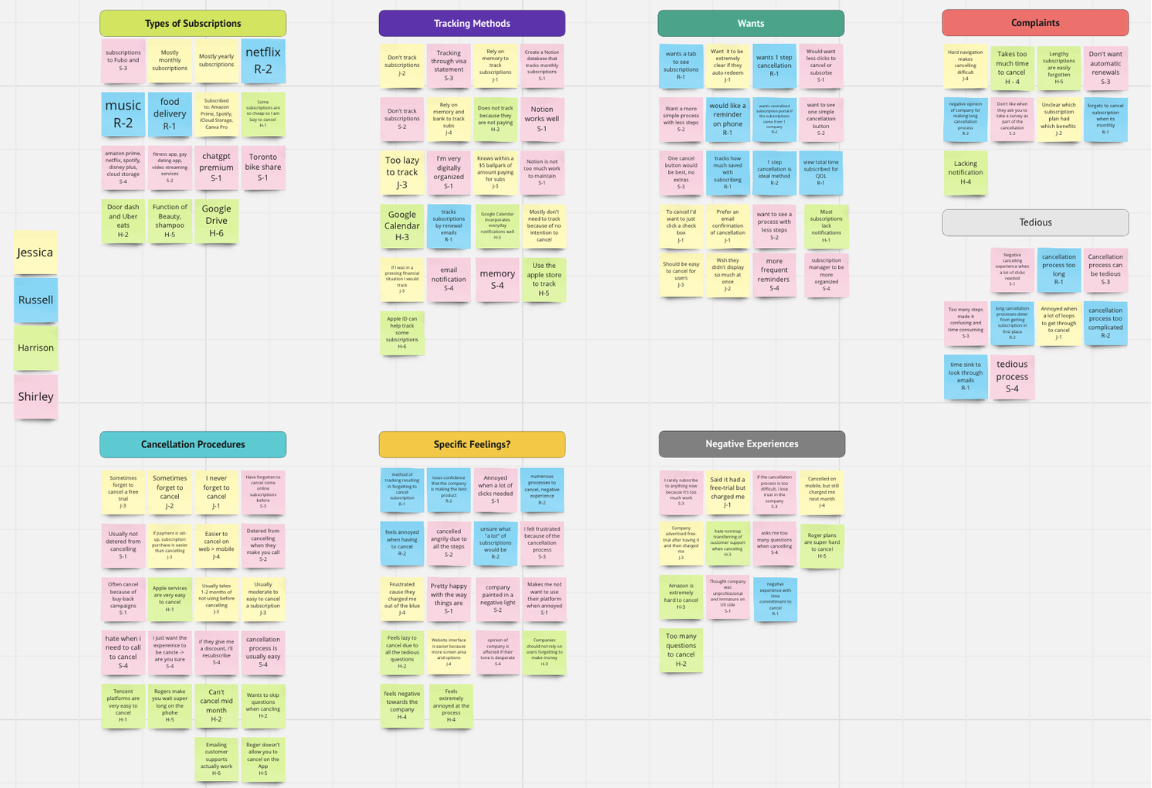 Types of Subscriptions
subscriptions
to Fubo and
S-3
Mostly
monthly
subscriptions
Mostly yearly
subscriptions
netflix
R-2
music
R-2
food
delivery
R-1
Subscribed
to: Amazon
Prime, Spotify,
iCloud Storage,
Canva Pro
Some
subscriptions are
so cheap so I am
H-1
amazon prime,
netflix, spotify,
disney plus,
cloud storage
S-4
fitness app, gay
dating app,
video streaming
services
S-2
chatgpt
premium
S-1
Toronto
bike share
S-1
Door dash
and Uber
eats
H-2
Function of
Beauty,
shampoo
H-5
Google
Drive
H-6
Jessica
Russell
Harrison
Shirley
Tracking Methods
Don't track
subscriptions
J-2
Tracking
through visa
statement
S-3
Rely on
memory to
track
subscriptions
J-1
Create a Notion
database that
tracks monthly
subscriptions
S-1
Don't track
subscriptions
S-2
Rely on
memory and
bank to track
subs
J-4
Does not track
because they
are not paying
H-2
Notion
works well
S-1
Too lazy
to track
J-3
I'm very
digitally
organized
S-1
Knows within a
$5 ballpark of
amount paying
for subs
J-3
Notion is not
too much work
to maintain
S-1
Google
Calendar
H-3
tracks
subscriptions
by renewal
emails
R-1
Google Calendar
incorporates
everyday
notifications well
H-3
Mostly don't
need to track
because of no
intention to
cancel
If I was in a
pressing financial
situation I would
track
J-3
email
notification
S-4
memory
S-4
Use the
apple store
to track
H-5
Apple ID can
help track
some
subscriptions
H-6
Wants
wants a tab
to see
subscriptions
R-1
Want it to be
extremely
clear if they
auto-redeem
J-1
wants 1 step
cancellation
R-1
Would want
less clicks to
cancel or
subscribe
S-1
Want a more
simple process
with less steps
S-2
would like a
reminder
on phone
R-1
R-2
want to see
one simple
cancellation
button
S-2
One cancel
button would
be best, no
extras
S-3
tracks how
much saved
with
subscribing
R-1
1 step
cancellation is
ideal method
R-2
view total time
subscribed for
QOL
R-1
To cancel I'd
want to just
click a check
box
J-1
Prefer an
email
confirmation of
cancellation
J-1
want to see a
process with
less steps
S-2
Most
subscriptions
lack
notifications
H-1
Should be easy
to cancel for
users
J-3
Wish they
didn't display
so much at
once
J-2
more
frequent
reminders
S-4
subscription
manager to be
more
organized
S-4
Complaints
Hard navigation
makes
cancelling
difficult
J-4
Takes too
much time
to cancel
H - 4
Lengthy
subscriptions
are easily
forgotten
H-5
Don't want
automatic
renewals
S-3
negative opinion
of company for
making long
cancellation
process
R-2
Don't like when
they ask you to
take a survey as
part of the
cancellation
S-2
Unclear which
subscription
plan had
which benefits
J-2
forgets to cancel
subscription
when its
monthly
R-1
Lacking
notification
H-4
Tedious
Negative
cancelling
experience when
a lot of clicks
needed
S-1
cancellation
process too
long
R-1
Cancellation
process can
be tedious
S-3
Too many steps
made it
confusing and
time consuming
S-3
long cancellation
processes deter
from getting
subscription in
first place
R-2
Annoyed when
a lot of loops
to get through
to cancel
J-1
cancellation
process too
complicated
R-2
time sink to
look through
emails
R-1
tedious
process
S-4
Cancellation Procedures
Sometimes
forget to
cancel a free
trial
J-3
Sometimes
forget to
cancel
J-2
I never
forget to
cancel
J-1
Have forgotten to
cancel some
online
subscriptions
before
S-3
Usually not
deterred from
cancelling
S-1
If payment is set-
up, subscription
purchase is easier
than cancelling
J-3
Easier to
cancel on
web > mobile
J-4
Deterred from
cancelling
when they
make you call
S-2
Often cancel
because of
buy-back
campaigns
S-1
Apple services
are very easy
to cancel
H-1
Usually takes
1-2 months of
not using before
canceling
J-3
Usually
moderate to
easy to cancel
a subscription
J-3
hate when i
need to call
to cancel
S-4
I just want the
experience to
be cancle ->
are you sure
S-4
if they give me
a discount, i'll
resubscribe
S-4
cancellation
process is
usually easy
S-4
Tencent
platforms are
very easy to
cancel
H-1
Rogers make
you wait super
long on the
phohe
H-5
Can't
cancel mid
month
H-2
Wants to skip
questions
when cancling
H-2
Emailing
customer
supports
actually work
H-6
Roger doesn't
allow you to
cancel on the
App
H-5
Specific Feelings?
method of
tracking resulting
in forgetting to
cancel
subscription
R-1
loses confidence
that the company
is making the best
product
R-2
Annoyed
when a lot of
clicks needed
S-1
numerous
processes to
cancel, negative
experience
R-2
feels annoyed
when having
to cancel
R-2
cancelled
angrily due to
all the steps
S-2
unsure what
"a lot" of
subscriptions
would be
R-2
I felt frustrated
because of the
cancellation
process
S-3
Frustrated
cause they
charged me
out of the blue
J-4
Pretty happy
with the way
things are
S-1
company
painted in a
negative light
S-2
Makes me not
want to use
their platform
when annoyed
S-1
Feels lazy to
cancel due to
all the tedious
questions
H-2
Website interface
is easier because
more screen area
and options
J-4
opinion of
company is
affected if their
tone is desperate
S-4
Companies
should not rely on
users forgetting to
make money
H-3
feels negative
towards the
company
H-4
Feels
extremely
annoyed at the
process
H-4
Negative Experiences
I rarely subscribe
to anything now
because it's too
much work
S-3
Said it had a
free-trial but
charged me
J-1
If the cancellation
process is too
difficult, I lose
trust in the
company
S-3
Cancelled on
mobile, but still
charged me
next month
J-4
Company
advertised free-
trial after having it
and then charged
me
J-3
hate nonstop
transferring of
customer support
when canceling
H-3
asks me too
many questions
when cancelling
S-4
Roger plans
are super hard
to cancel
H-5
Amazon is
extremely
hard to cancel
H-3
Thought company
was
unprofessional
and immature on
UX side
S-1
negative
experience with
time
commitment to
cancel
R-1
Too many
questions
to cancel
H-2